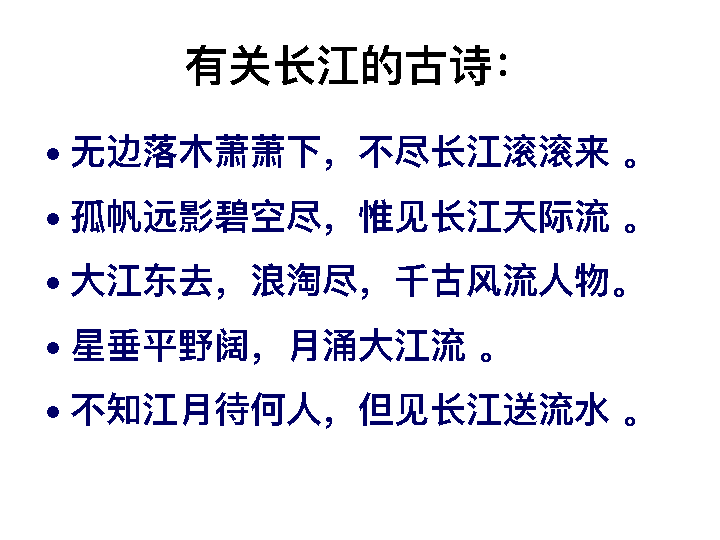 有关长江的古诗：
• 无边落木萧萧下，不尽长江滚滚来 。
• 孤帆远影碧空尽，惟见长江天际流 。
• 大江东去，浪淘尽，千古风流人物。
• 星垂平野阔，月涌大江流 。
• 不知江月待何人，但见长江送流水 。